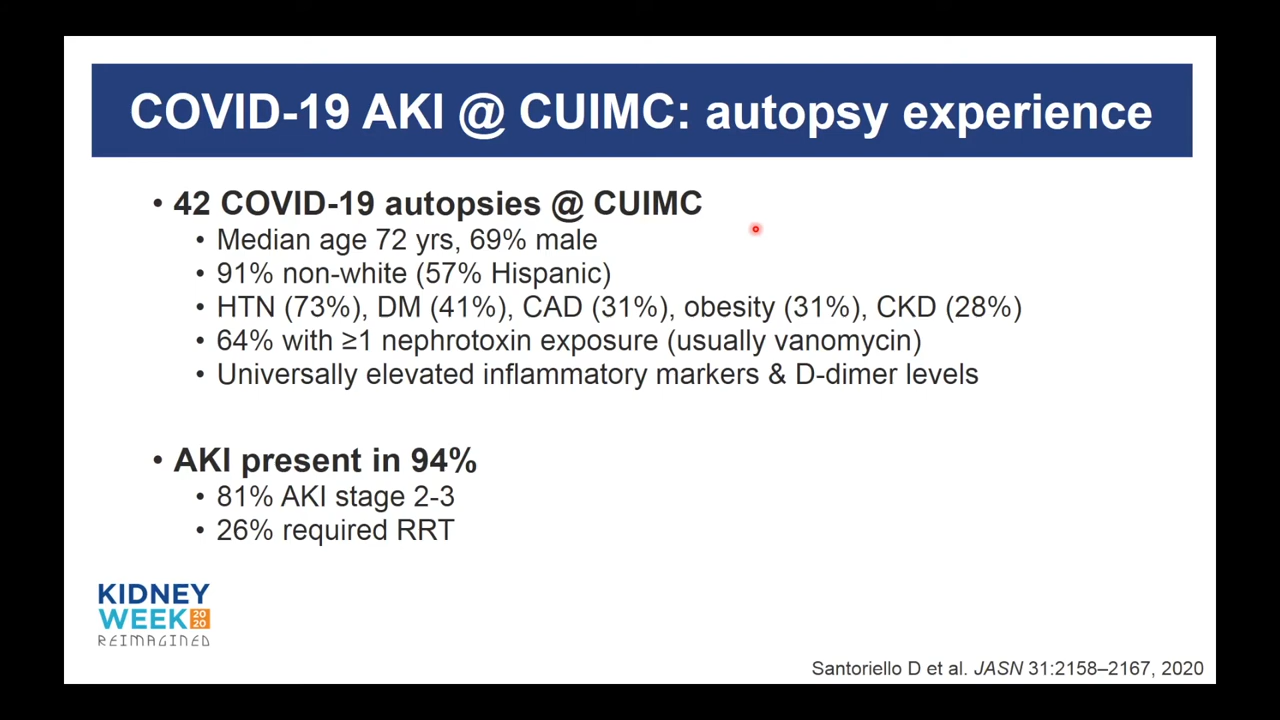 COVID-19 AKI @ CUIMC: autopsy experience
• 42 COVID-19 autopsies @ CUIMC
• Median age 72 yrs, 69% male
• 91% non-white (57% Hispanic)
• HTN (73%), DM (41%), CAD (31%), obesity (31%), CKD (28%)
• 64% with ≥1 nephrotoxin exposure (usually vanomycin)
• Universally elevated inflammatory markers & D-dimer levels
• AKI present in 94%
• 81% AKI stage 2-3
• 26% required RRT
KIDNEY
WEEK 20
20
REIMAGINED
Santoriello D et al. JASN 31:2158–2167, 2020